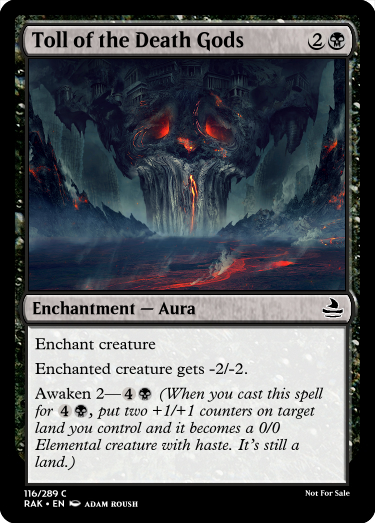 Toll of the Death Gods 2
Enchantment — Aura
Enchant creature
Enchanted creature gets -2/-2.
Awaken 2—4 (When you cast this spell
for 4, put two +1/+1 counters on target
land you control and it becomes a 0/0
Elemental creature with haste. It's still a
land.)
116/289 C
Not For Sale
RAK • EN ADAM ROUSH